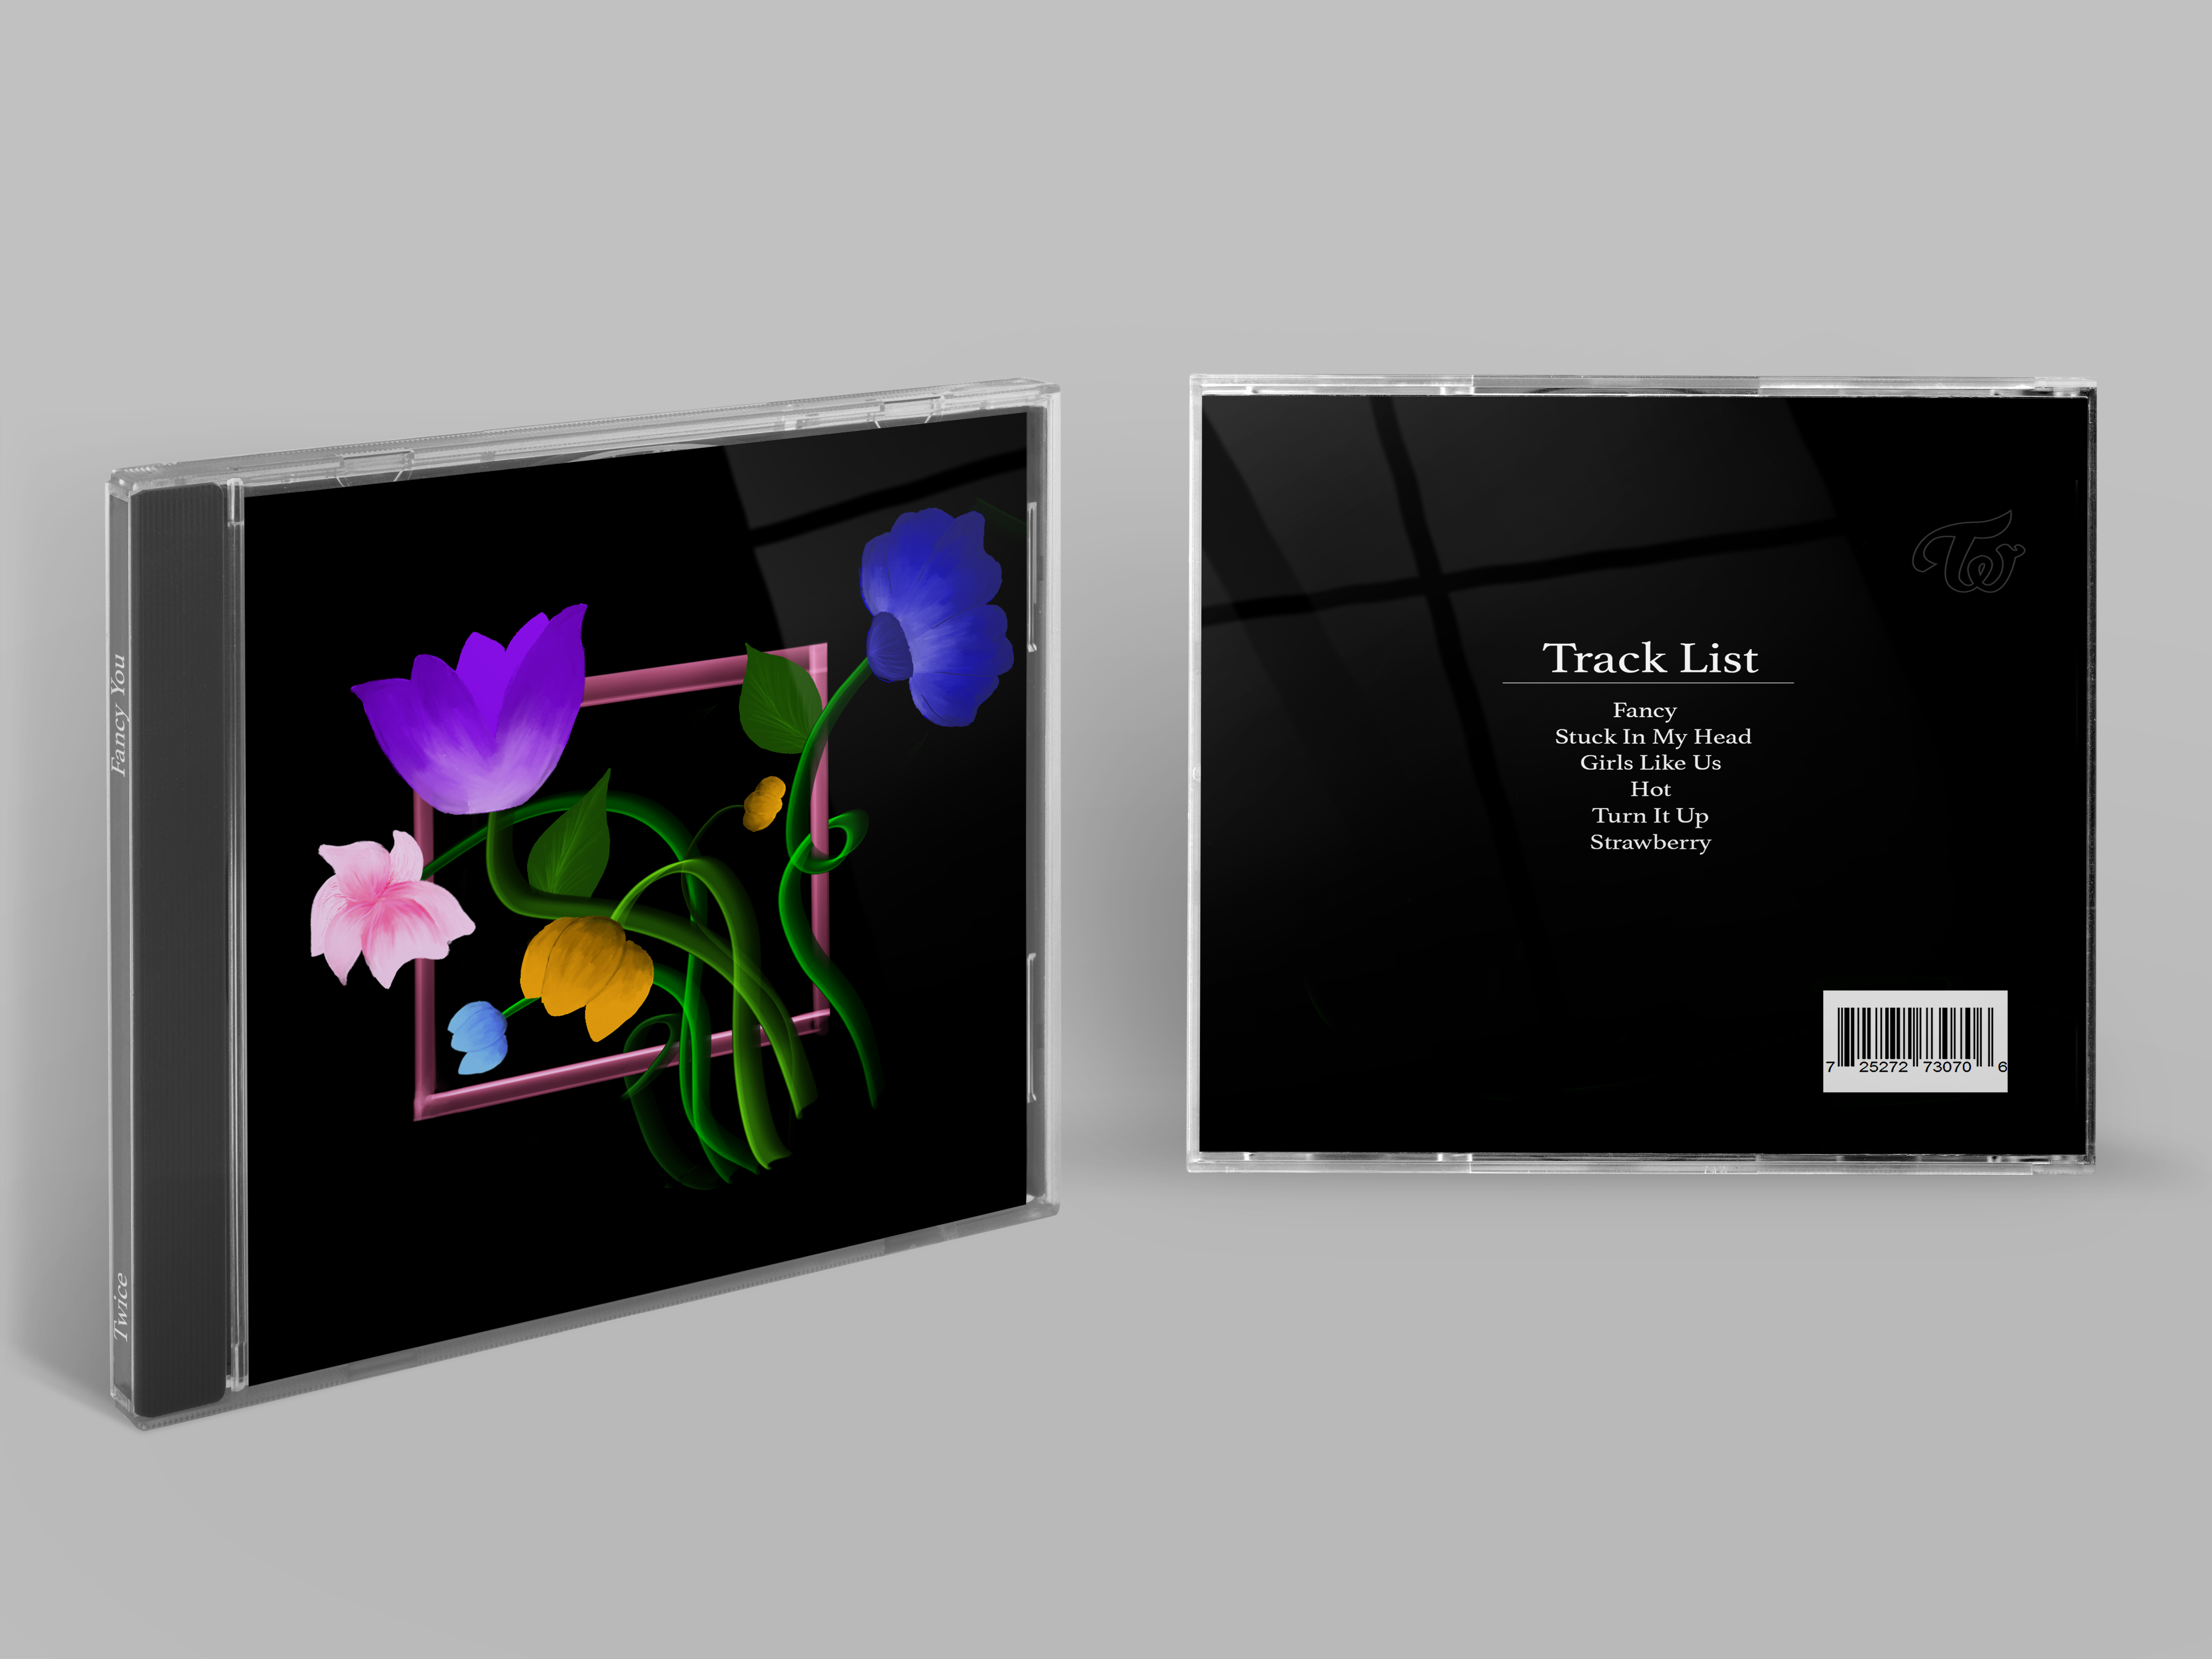 Fancy You
Twice
Track List
Fancy
Stuck In My Head
Girls Like Us
Hot
Turn It Up
Strawberry
7 25272 73070 6